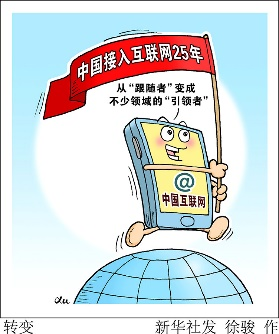 中国接入互联网25年
从“跟随者”变成
不少领域的“引领者”
@
中国互联网
转变 新华社发 徐骏 作